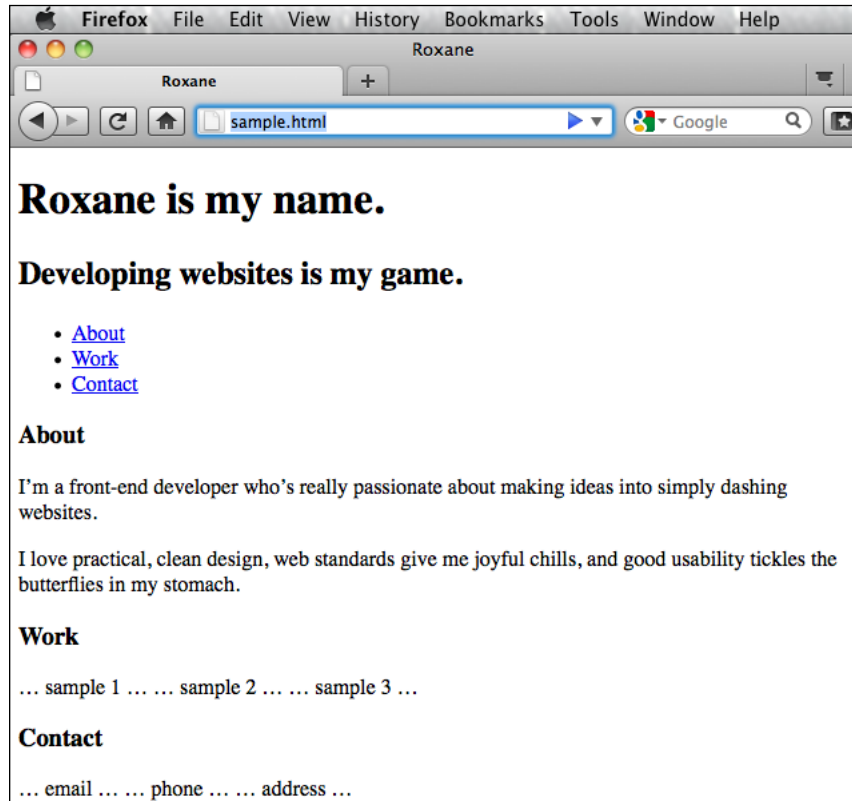 Firefox File Edit View History Bookmarks Tools Window Help
Roxane
Roxane +
sample.html Google
Roxane is my name.
Developing websites is my game.
• About
• Work
• Contact
About
I’m a front-end developer who’s really passionate about making ideas into simply dashing
websites.
I love practical, clean design, web standards give me joyful chills, and good usability tickles the
butterflies in my stomach.
Work
… sample 1 … … sample 2 … … sample 3 …
Contact
… email … … phone … … address …